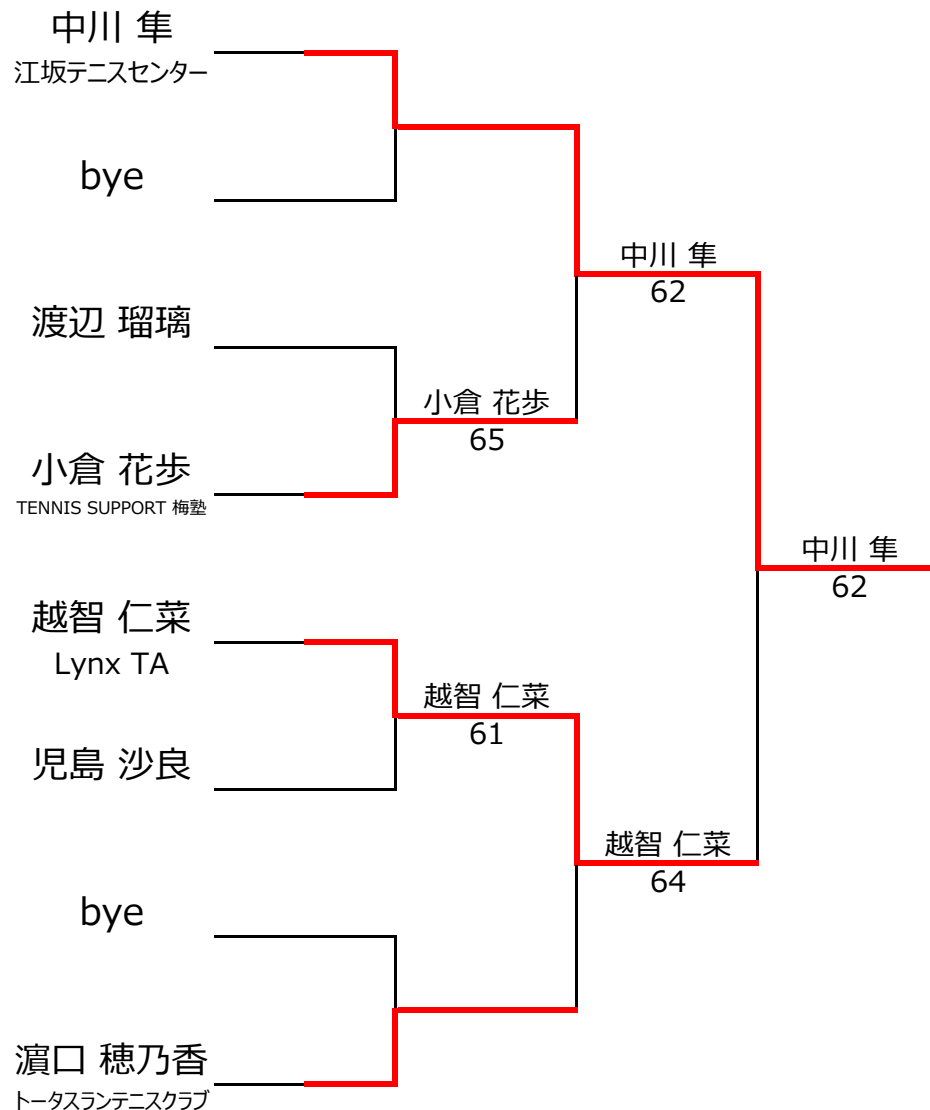 中川 隼
江坂テニスセンター
bye
渡辺 瑠璃
小倉 花歩
TENNIS SUPPORT 梅塾
越智 仁菜
Lynx TA
児島 沙良
bye
濵口 穂乃香
トータスランテニスクラブ
小倉 花歩
65
越智 仁菜
61
中川 隼
62
越智 仁菜
64
中川 隼
62